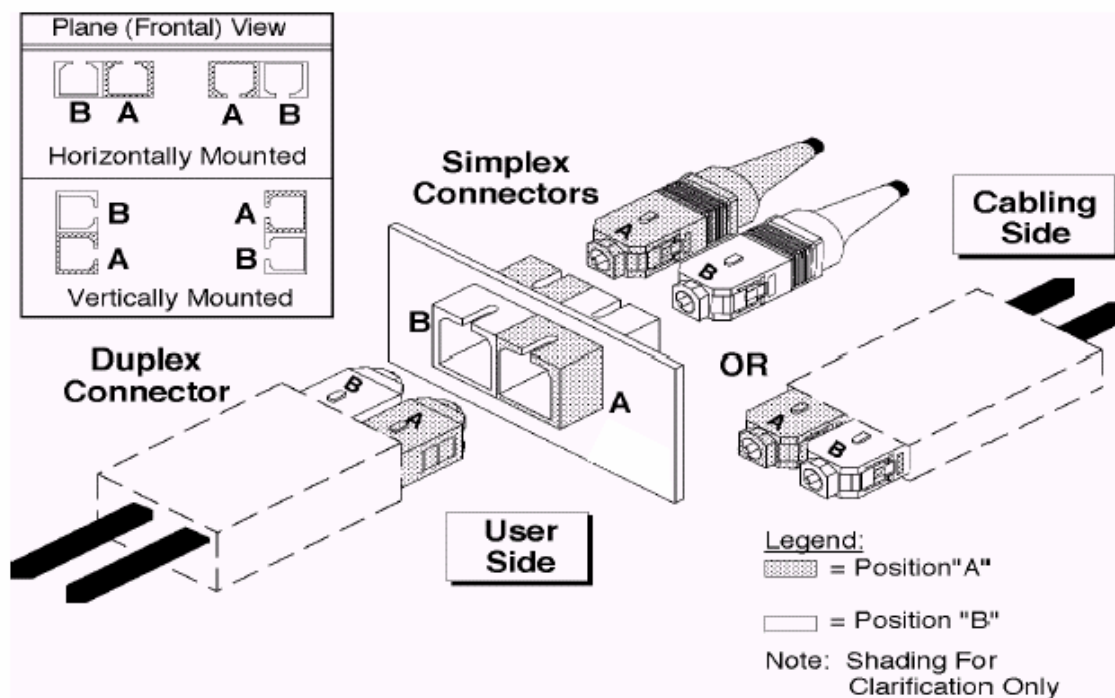 Plane (Frontal) View
B A
A B
Horizontally Mounted
B
A
A
B
Vertically Mounted
Simplex
Connectors
A
B
Cabling
Side
B
A
Duplex
Connector
B
A
OR
A
B
User
Side
Legend:
= Position"A"
= Position "B"
Note: Shading For
Clarification Only